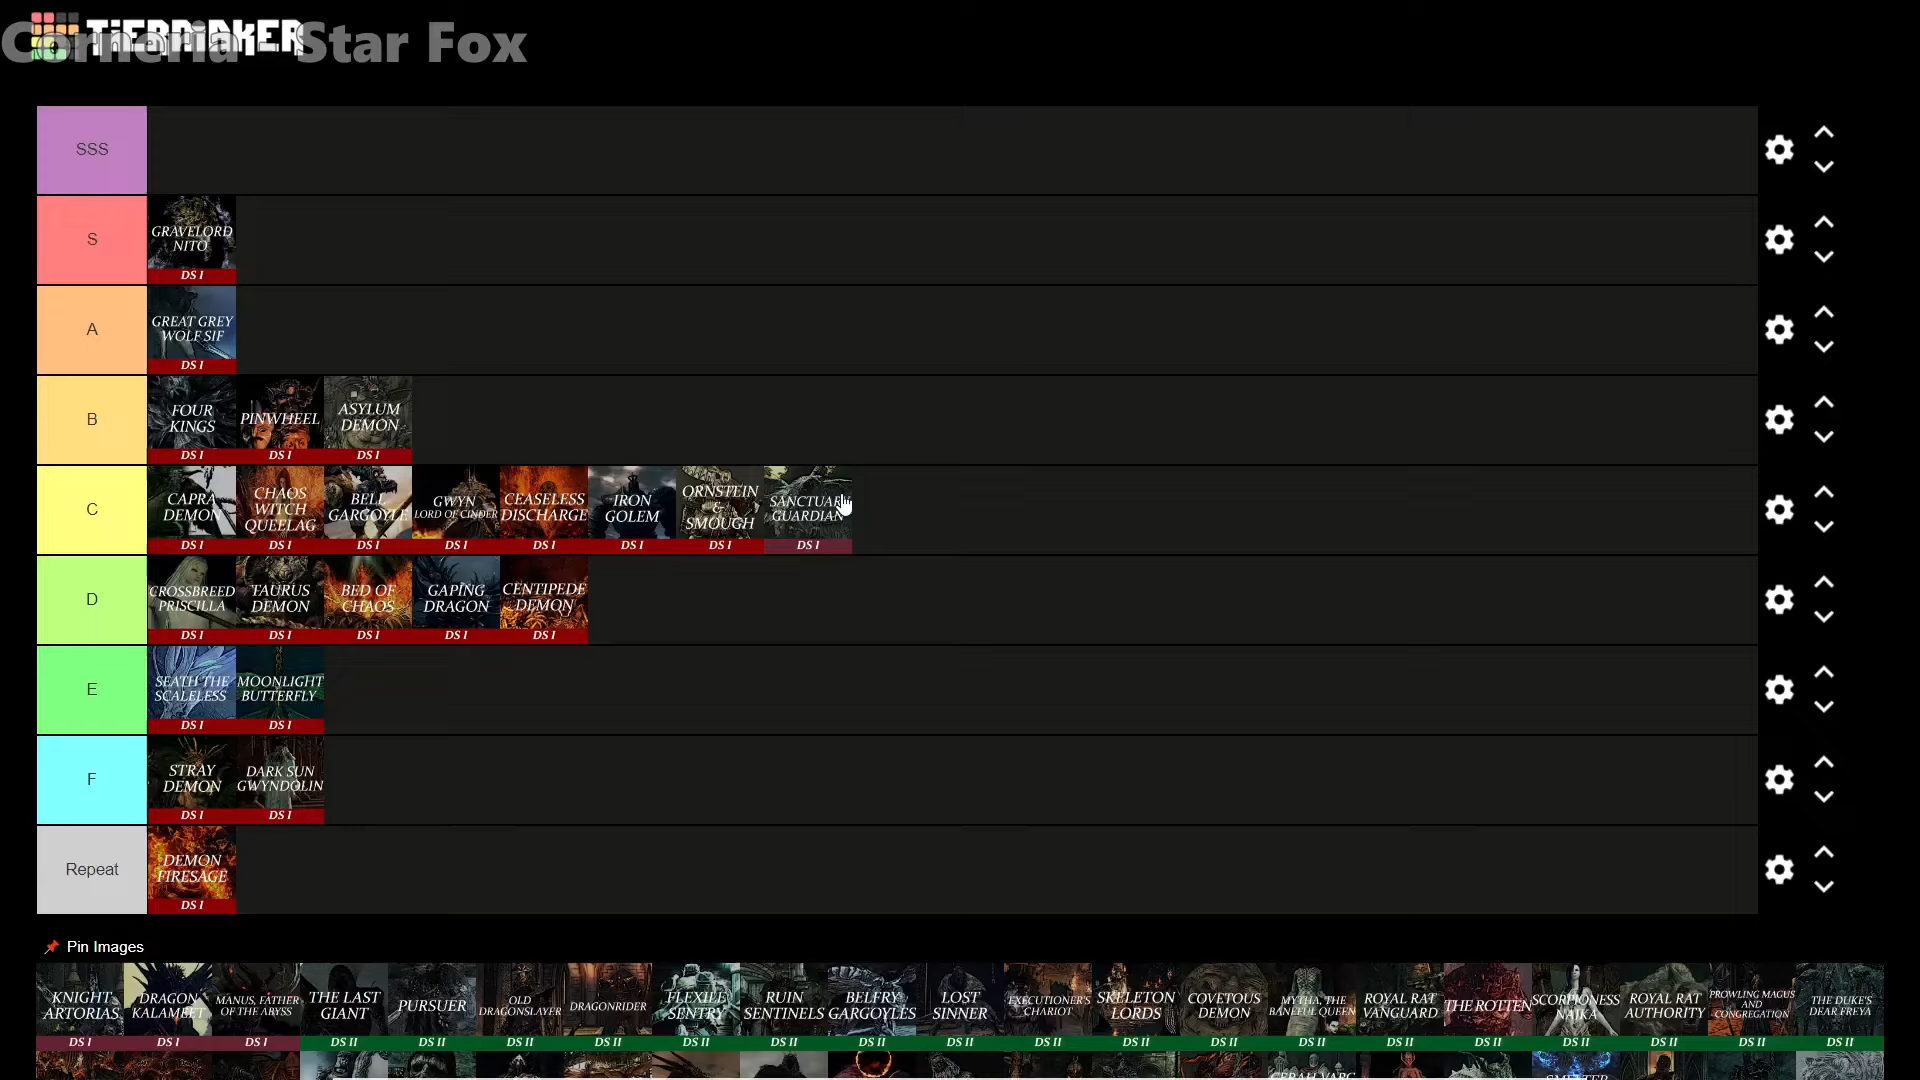 TiERMAKER
Corneria - Star Fox
SSS
S
GRAVELORD
NITO
DS I
A
GREAT GREY
WOLF SIF
DS I
B
FOUR
KINGS
DS I
PINWHEEL
DS I
ASYLUM
DEMON
DS I
C
CAPRA
DEMON
DS I
CHAOS
WITCH
QUEELAG
DS I
BELL
GARGOYLE
DS I
GWYN
LORD OF CINDER
DS I
CEASELESS
DISCHARGE
DS I
IRON
GOLEM
DS I
ORNSTEIN
&
SMOUGH
DS I
SANCTUARY
GUARDIAN
DS I
D
CROSSBREED
PRISCILLA
DS I
TAURUS
DEMON
DS I
BED OF
CHAOS
DS I
GAPING
DRAGON
DS I
CENTIPEDE
DEMON
DS I
E
SEATH THE
SCALELESS
DS I
MOONLIGHT
BUTTERFLY
DS I
F
STRAY
DEMON
DS I
DARK SUN
GWYNDOLIN
DS I
Repeat
DEMON
FIRESAGE
DS I
Pin Images
KNIGHT
ARTORIAS
DS I
DRAGON
KALAMEET
DS I
MANUS, FATHER
OF THE ABYSS
DS I
THE LAST
GIANT
DS II
PURSUER
DS II
OLD
DRAGONSLAYER
DS II
DRAGONRIDER
DS II
FLEXILE
SENTRY
DS II
RUIN
SENTINELS
DS II
BELFRY
GARGOYLES
DS II
LOST
SINNER
DS II
EXECUTIONER'S
CHARIOT
DS II
SKELETON
LORDS
DS II
COVETOUS
DEMON
DS II
MYTHA, THE
BANEFUL QUEEN
DS II
ROYAL RAT
VANGUARD
DS II
THE ROTTEN
DS II
SCORPIONESS
NAJKA
DS II
ROYAL RAT
AUTHORITY
DS II
PROWLING MAGUS
AND
CONGREGATION
DS II
THE DUKE'S
DEAR FREYA
DS II